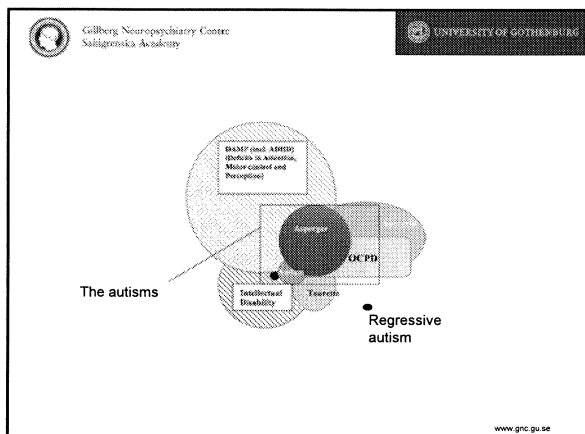 Gillberg Neuropsychiatry Centre
Sahlgrenska Academy
UNIVERSITY OF GOTHENBURG
DAMP (incl. ADHD)
(Deficits in Attention,
Motor control and
Perception)
Asperger
OCPD
The autisms
Intellectual
Disability
Tourette
Regressive
autism
www.gnc.gu.se